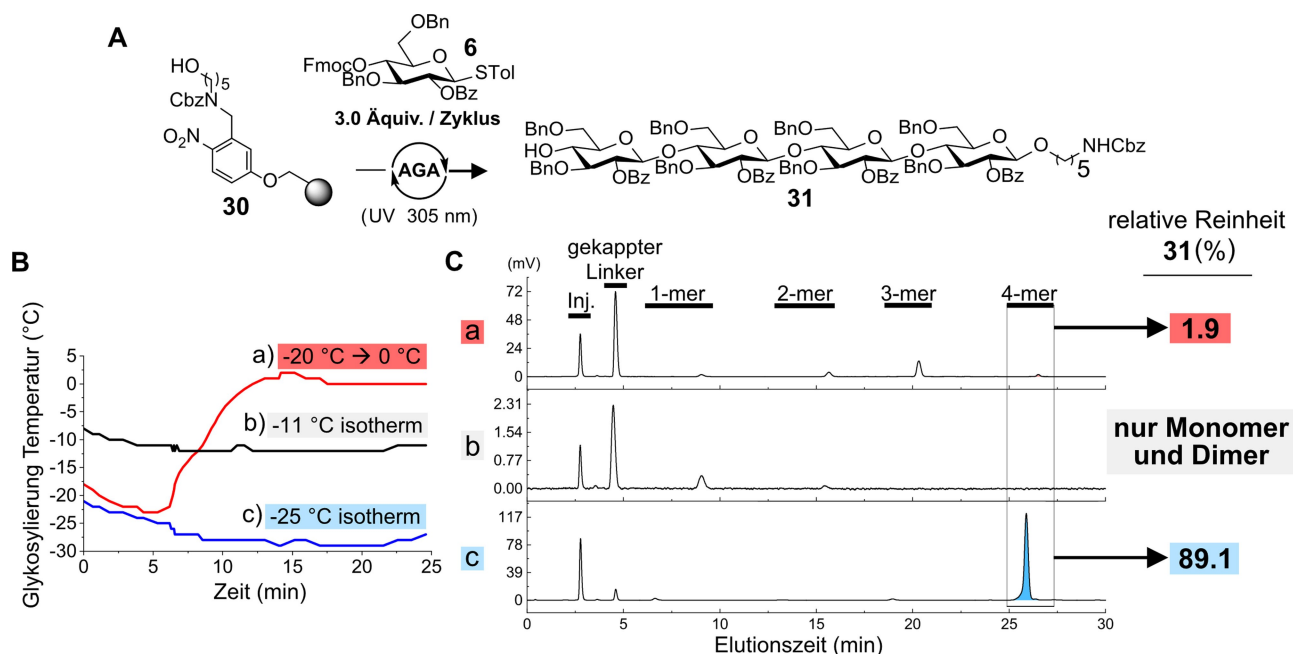 A
HO
5
CbzN
O2N
O
30
OBn
6
FmocO
BnO
O
STol
OBz
3.0 Äquiv. / Zyklus
AGA
(UV 305 nm)
BnO
O
HO
BnO
OBz
O
BnO
O
BnO
OBz
O
BnO
O
BnO
OBz
O
BnO
O
BnO
OBz
O
5
NHCbz
31
B
Glykosylierung Temperatur (°C)
5
0
-5
-10
-15
-20
-25
-30
a) -20 °C → 0 °C
b) -11 °C isotherm
c) -25 °C isotherm
0 5 10 15 20 25
Zeit (min)
C
(mV)
gekappter
Linker
Inj.
1-mer
2-mer
3-mer
4-mer
relative Reinheit
31(%)
a
72
48
24
0
1.9
b
2.31
1.54
0.77
0.00
nur Monomer
und Dimer
c
117
78
39
0
89.1
0 5 10 15 20 25 30
Elutionszeit (min)